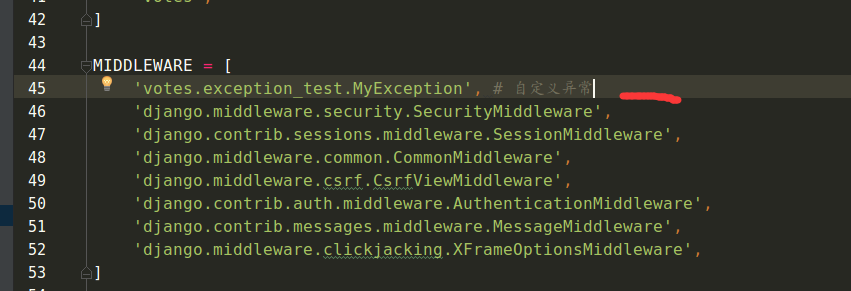 41 'votes',
42 ]
43
44 MIDDLEWARE = [
45 'votes.exception_test.MyException', # 自定义异常
46 'django.middleware.security.SecurityMiddleware',
47 'django.contrib.sessions.middleware.SessionMiddleware',
48 'django.middleware.common.CommonMiddleware',
49 'django.middleware.csrf.CsrfViewMiddleware',
50 'django.contrib.auth.middleware.AuthenticationMiddleware',
51 'django.contrib.messages.middleware.MessageMiddleware',
52 'django.middleware.clickjacking.XFrameOptionsMiddleware',
53 ]